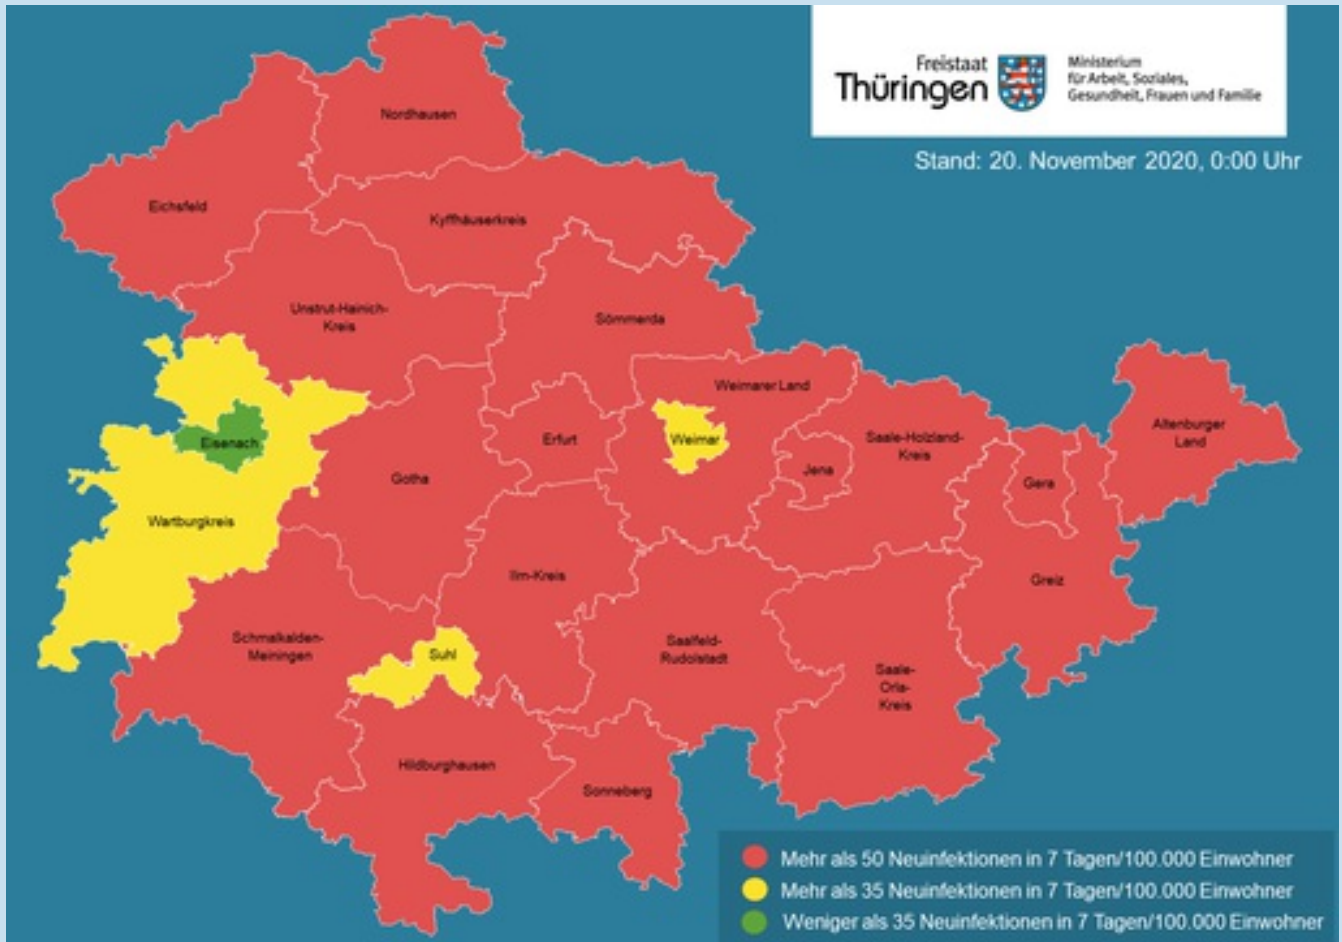 Freistaat
Thüringen
Ministerium
für Arbeit, Soziales,
Gesundheit, Frauen und Familie
Stand: 20. November 2020, 0:00 Uhr
Nordhausen
Eichsfeld
Kyffhäuserkreis
Unstrut-Hainich-
Kreis
Sömmerda
Weimarer Land
Altenburger
Land
Eisenach
Erfurt
Weimar
Saale-Holzland-
Kreis
Jena
Gotha
Gera
Wartburgkreis
Ilm-Kreis
Greiz
Schmalkalden-
Meiningen
Suhl
Saalfeld-
Rudolstadt
Saale-
Orla-
Kreis
Hildburghausen
Sonneberg
Mehr als 50 Neuinfektionen in 7 Tagen/100.000 Einwohner
Mehr als 35 Neuinfektionen in 7 Tagen/100.000 Einwohner
Weniger als 35 Neuinfektionen in 7 Tagen/100.000 Einwohner